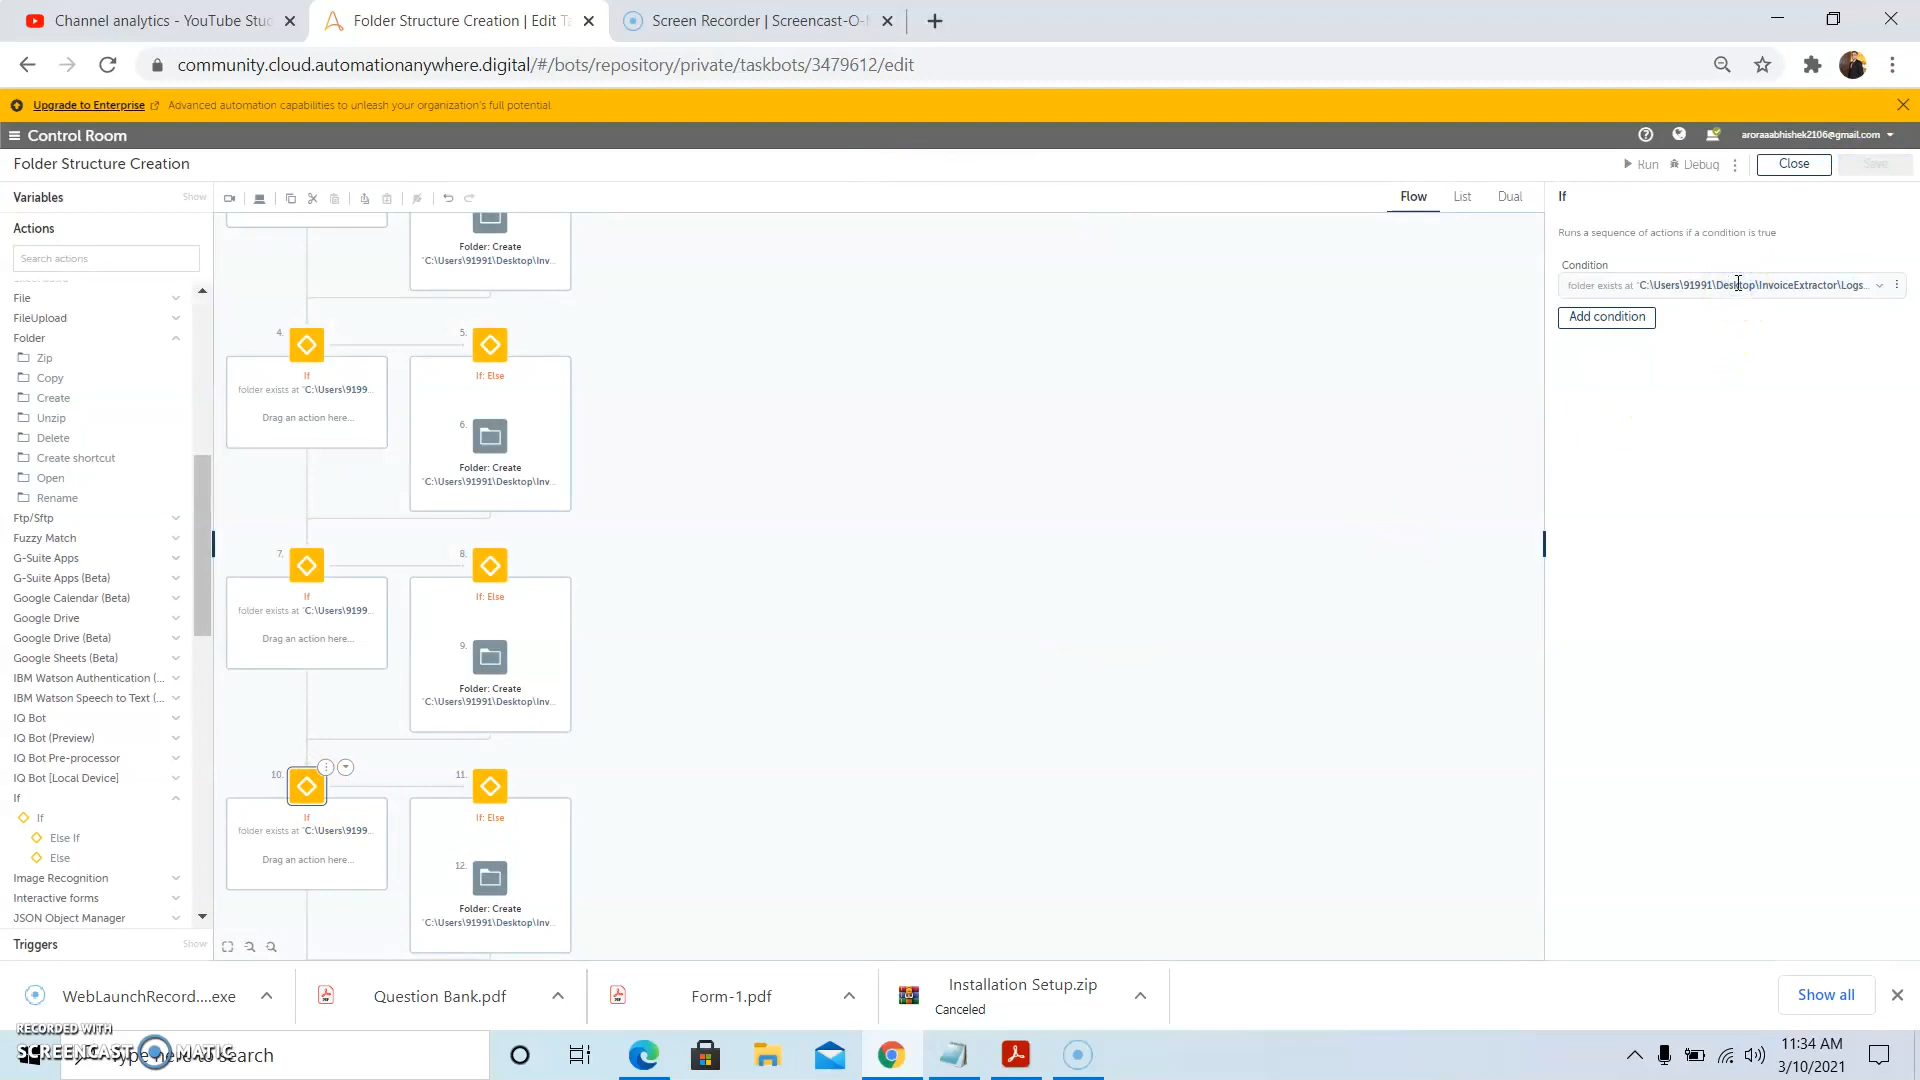 Channel analytics - YouTube Stud
Folder Structure Creation | Edit Ta
Screen Recorder | Screencast-O-
community.cloud.automationanywhere.digital/#/bots/repository/private/taskbots/3479612/edit
Upgrade to Enterprise
Advanced automation capabilities to unleash your organization's full potential.
Control Room
aroraaabhishek2106@gmail.com
Folder Structure Creation
Run
Debug
Close
Save
Variables
Show
Flow
List
Dual
If
Actions
Runs a sequence of actions if a condition is true
Search actions
Condition
folder exists at "C:\Users\91991\Desktop\InvoiceExtractor\Logs...
Add condition
File
FileUpload
Folder
Zip
Copy
Create
Unzip
Delete
Create shortcut
Open
Rename
Ftp/Sftp
Fuzzy Match
G-Suite Apps
G-Suite Apps (Beta)
Google Calendar (Beta)
Google Drive
Google Drive (Beta)
Google Sheets (Beta)
IBM Watson Authentication (...
IBM Watson Speech to Text (...
IQ Bot
IQ Bot (Preview)
IQ Bot Pre-processor
IQ Bot [Local Device]
If
If
Else If
Else
Image Recognition
Interactive forms
JSON Object Manager
Triggers
Show
Folder: Create
"C:\Users\91991\Desktop\Inv...
4.
If
folder exists at "C:\Users\9199...
Drag an action here...
5.
If: Else
6.
Folder: Create
"C:\Users\91991\Desktop\Inv...
7.
If
folder exists at "C:\Users\9199...
Drag an action here...
8.
If: Else
9.
Folder: Create
"C:\Users\91991\Desktop\Inv...
10.
If
folder exists at "C:\Users\9199...
Drag an action here...
11.
If: Else
12.
Folder: Create
"C:\Users\91991\Desktop\Inv...
WebLaunchRecord....exe
Question Bank.pdf
Form-1.pdf
Installation Setup.zip
Canceled
Show all
RECORDED WITH
SCREENCAST MATIC
Type here to search
11:34 AM
3/10/2021